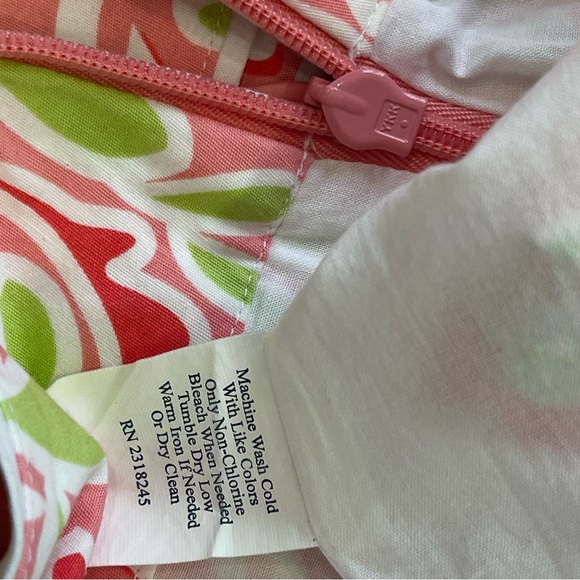 YKK
Machine Wash Cold
With Like Colors
Only Non-Chlorine
Bleach When Needed
Tumble Dry Low
Warm Iron If Needed
Or Dry Clean
RN 2318245